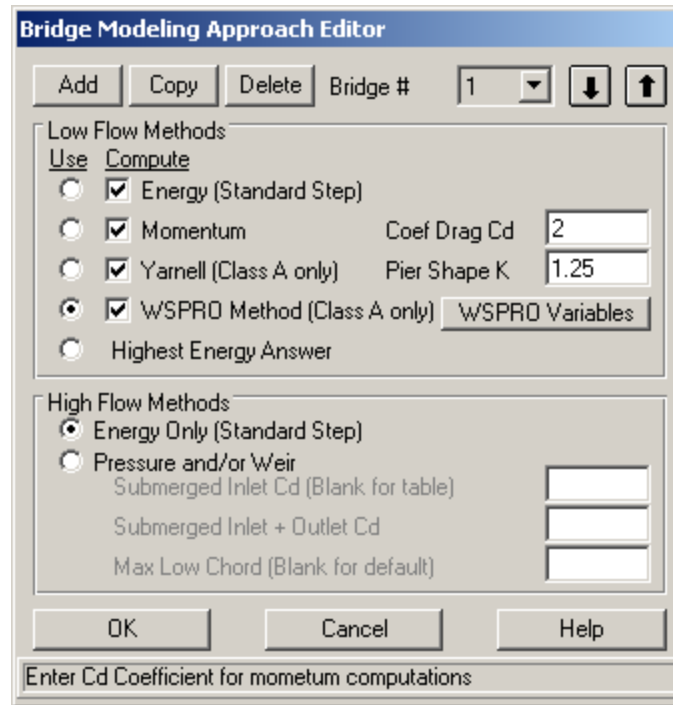 Bridge Modeling Approach Editor
Add Copy Delete Bridge # 1
Low Flow Methods
Use Compute
Energy (Standard Step)
Momentum Coef Drag Cd 2
Yarnell (Class A only) Pier Shape K 1.25
WSPRO Method (Class A only) WSPRO Variables
Highest Energy Answer
High Flow Methods
Energy Only (Standard Step)
Pressure and/or Weir
Submerged Inlet Cd (Blank for table)
Submerged Inlet + Outlet Cd
Max Low Chord (Blank for default)
OK Cancel Help
Enter Cd Coefficient for mometum computations